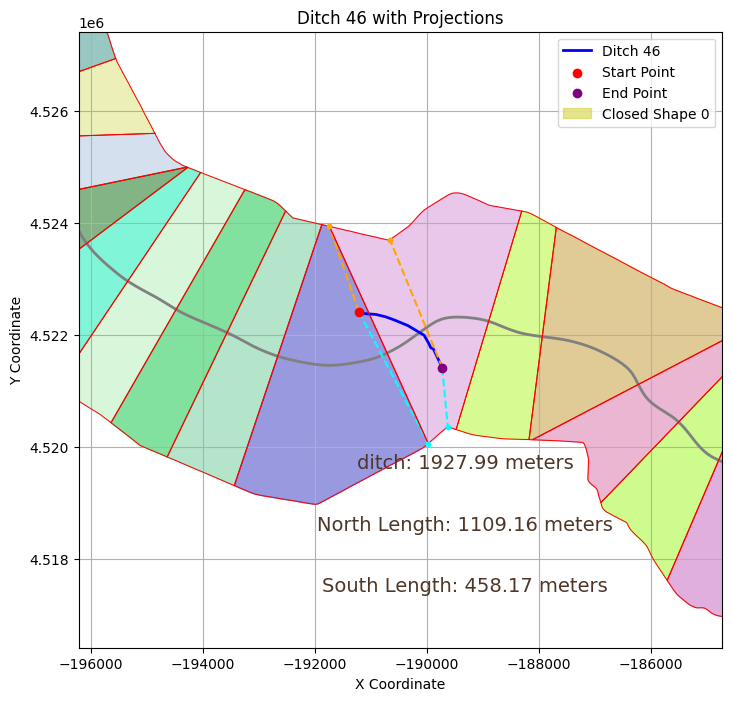 Ditch 46 with Projections
1e6
Ditch 46
Start Point
End Point
Closed Shape 0
4.526
4.524
4.522
4.520
4.518
Y Coordinate
ditch: 1927.99 meters
North Length: 1109.16 meters
South Length: 458.17 meters
−196000 −194000 −192000 −190000 −188000 −186000
X Coordinate